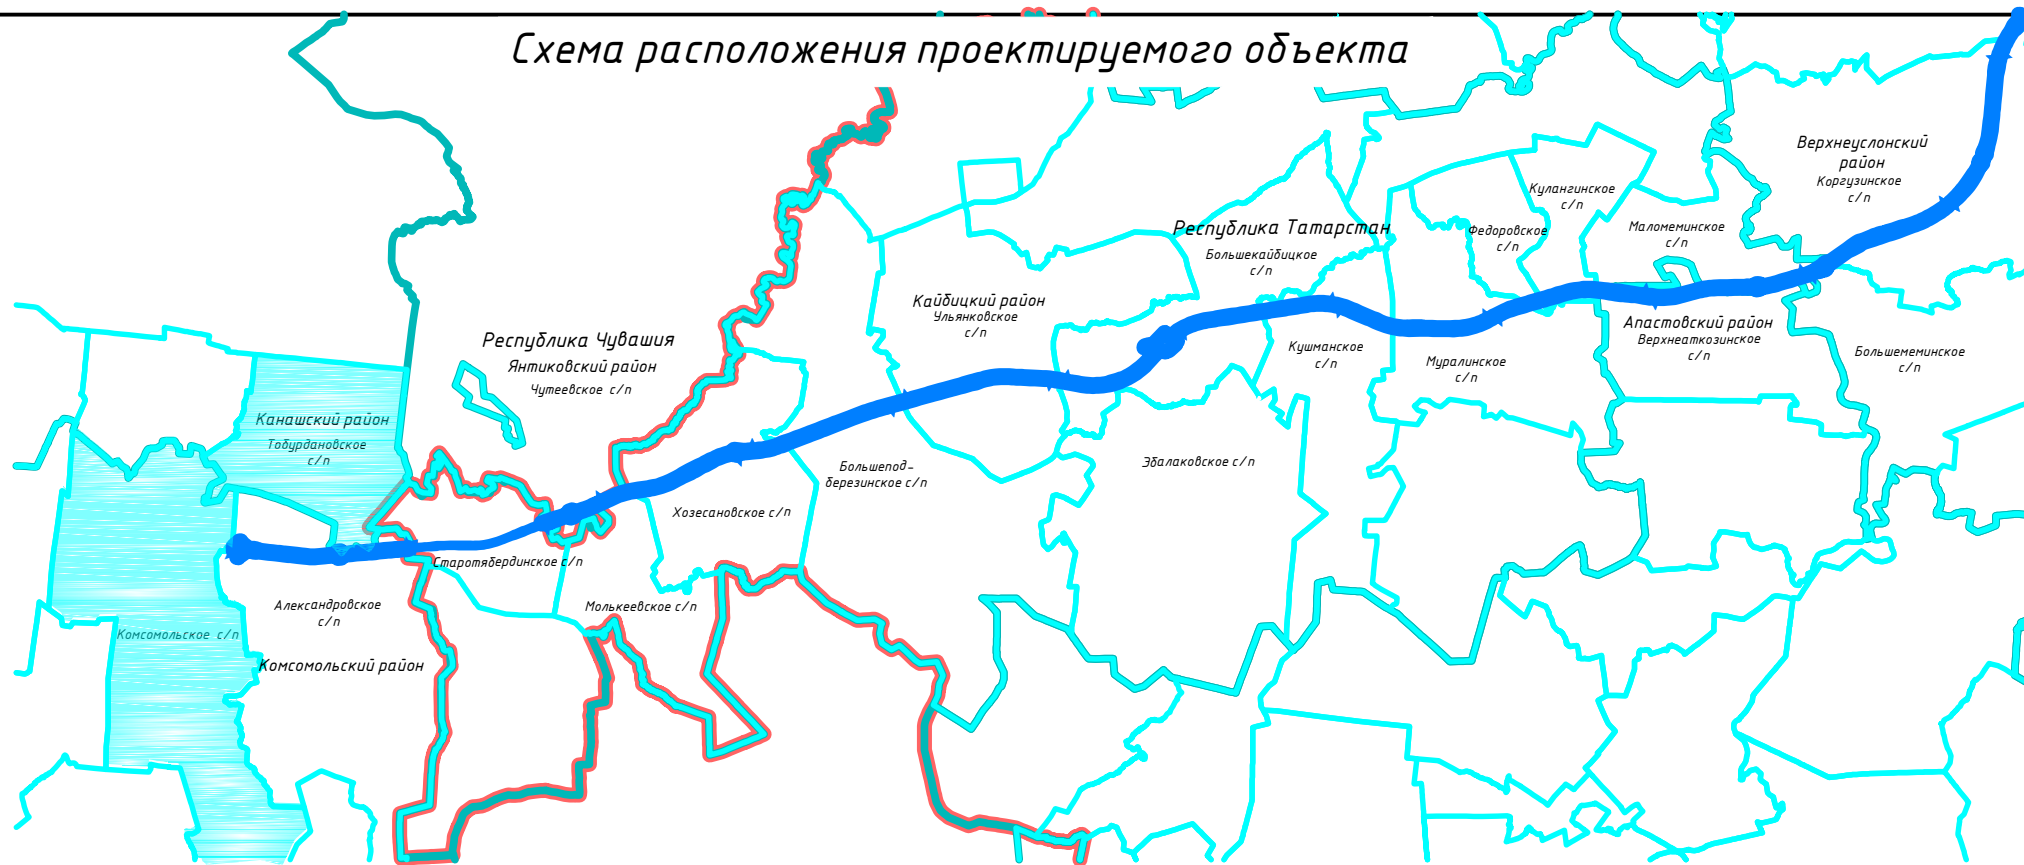 Схема расположения проектируемого объекта
Верхнеуслонский
район
Коргузинское
с/п
Кулангинское
с/п
Маломеминское
с/п
Федоровское
с/п
Республика Татарстан
Большекайбицкое
с/п
Кайбицкий район
Ульянковское
с/п
Республика Чувашия
Янтиковский район
Чутеевское с/п
Кушманское
с/п
Муралинское
с/п
Апастовский район
Верхнеаткозинское
с/п
Большемеминское
с/п
Канашский район
Тобурдановское
с/п
Большепод-
березинское с/п
Эбалаковское с/п
Хозесановское с/п
Старотябердинское с/п
Молькеевское с/п
Александровское
с/п
Комсомольское с/п
Комсомольский район